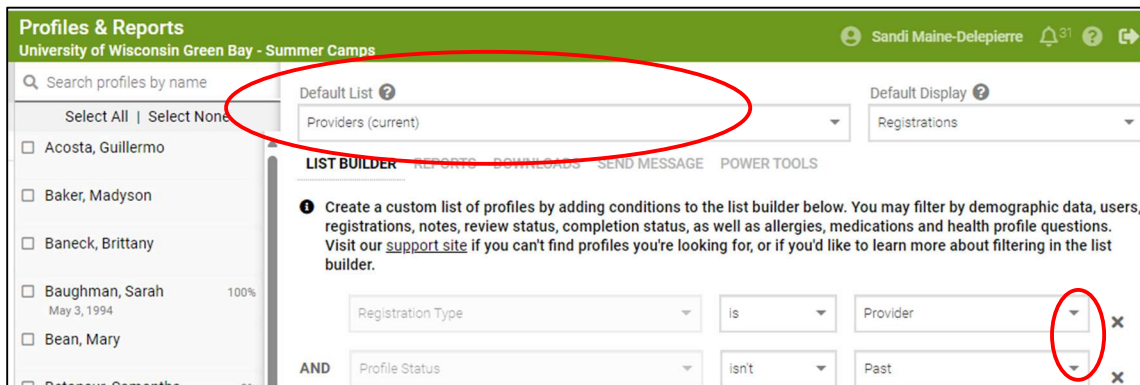 Profiles & Reports
University of Wisconsin Green Bay - Summer Camps
Sandi Maine-Delepierre
31
Search profiles by name
Select All | Select None
Acosta, Guillermo
Baker, Madyson
Baneck, Brittany
Baughman, Sarah 100%
May 3, 1994
Bean, Mary
Default List
Default Display
Providers (current)
Registrations
LIST BUILDER REPORTS DOWNLOADS SEND MESSAGE POWER TOOLS
Create a custom list of profiles by adding conditions to the list builder below. You may filter by demographic data, users,
registrations, notes, review status, completion status, as well as allergies, medications and health profile questions.
Visit our support site if you can't find profiles you're looking for, or if you'd like to learn more about filtering in the list
builder.
Registration Type is Provider
AND Profile Status isn't Past